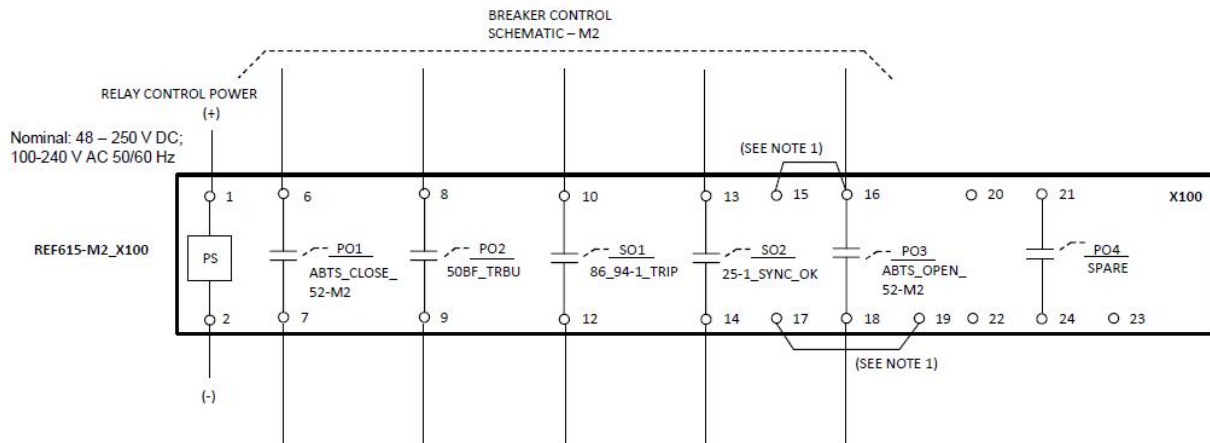 BREAKER CONTROL
SCHEMATIC – M2
RELAY CONTROL POWER
(+)
Nominal: 48 – 250 V DC;
100-240 V AC 50/60 Hz
(SEE NOTE 1)
1 6 8 10 13 15 16 20 21 X100
REF615-M2_X100
PS
PO1
ABTS_CLOSE_
52-M2
PO2
50BF_TRBU
SO1
86_94-1_TRIP
SO2
25-1_SYNC_OK
PO3
ABTS_OPEN_
52-M2
PO4
SPARE
2 7 9 12 14 17 18 19 22 24 23
(SEE NOTE 1)
(-)